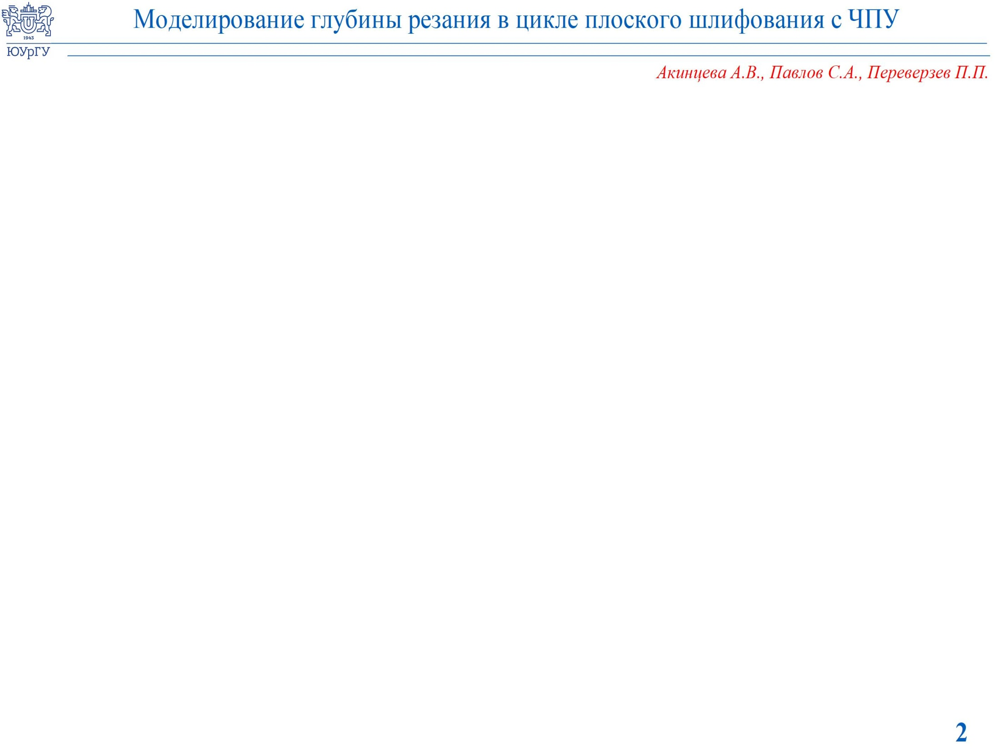 Моделирование глубины резания в цикле плоского шлифования с ЧПУ
1943
ЮУрГУ
Акинцева А.В., Павлов С.А., Переверзев П.П.
2